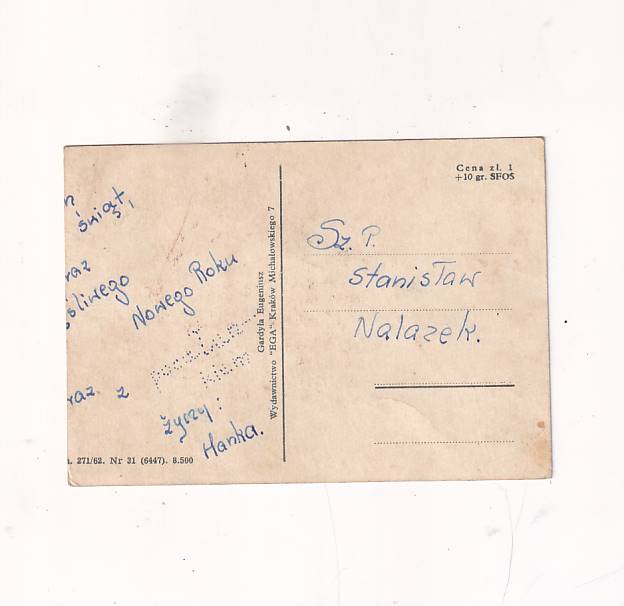 świąt,
raz
śliwego
Nowego Roku
raz z
życzy:
Hanka.
271/62. Nr 31 (6447). 8.500
Gardyła Eugeniusz
Wydawnictwo "EGA" Kraków Michałowskiego 7
Cena zł. 1
+10 gr. SFOS
Sz. P.
Stanisław
Nalazek.